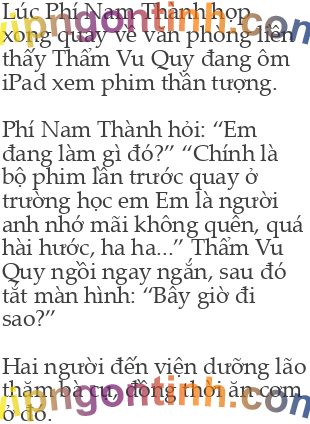 Lúc Phí Nam Thành họp
xong quay về văn phòng liền
thấy Thẩm Vu Quy đang ôm
iPad xem phim thần tượng.
Phí Nam Thành hỏi: “Em
đang làm gì đó?” “Chính là
bộ phim lần trước quay ở
trường học em Em là người
anh nhớ mãi không quên, quá
hài hước, ha ha...” Thẩm Vu
Quy ngồi ngay ngắn, sau đó
tắt màn hình: “Bây giờ đi
sao?”
Hai người đến viện dưỡng lão
thăm bà cụ, đồng thời ăn cơm
ở đó.